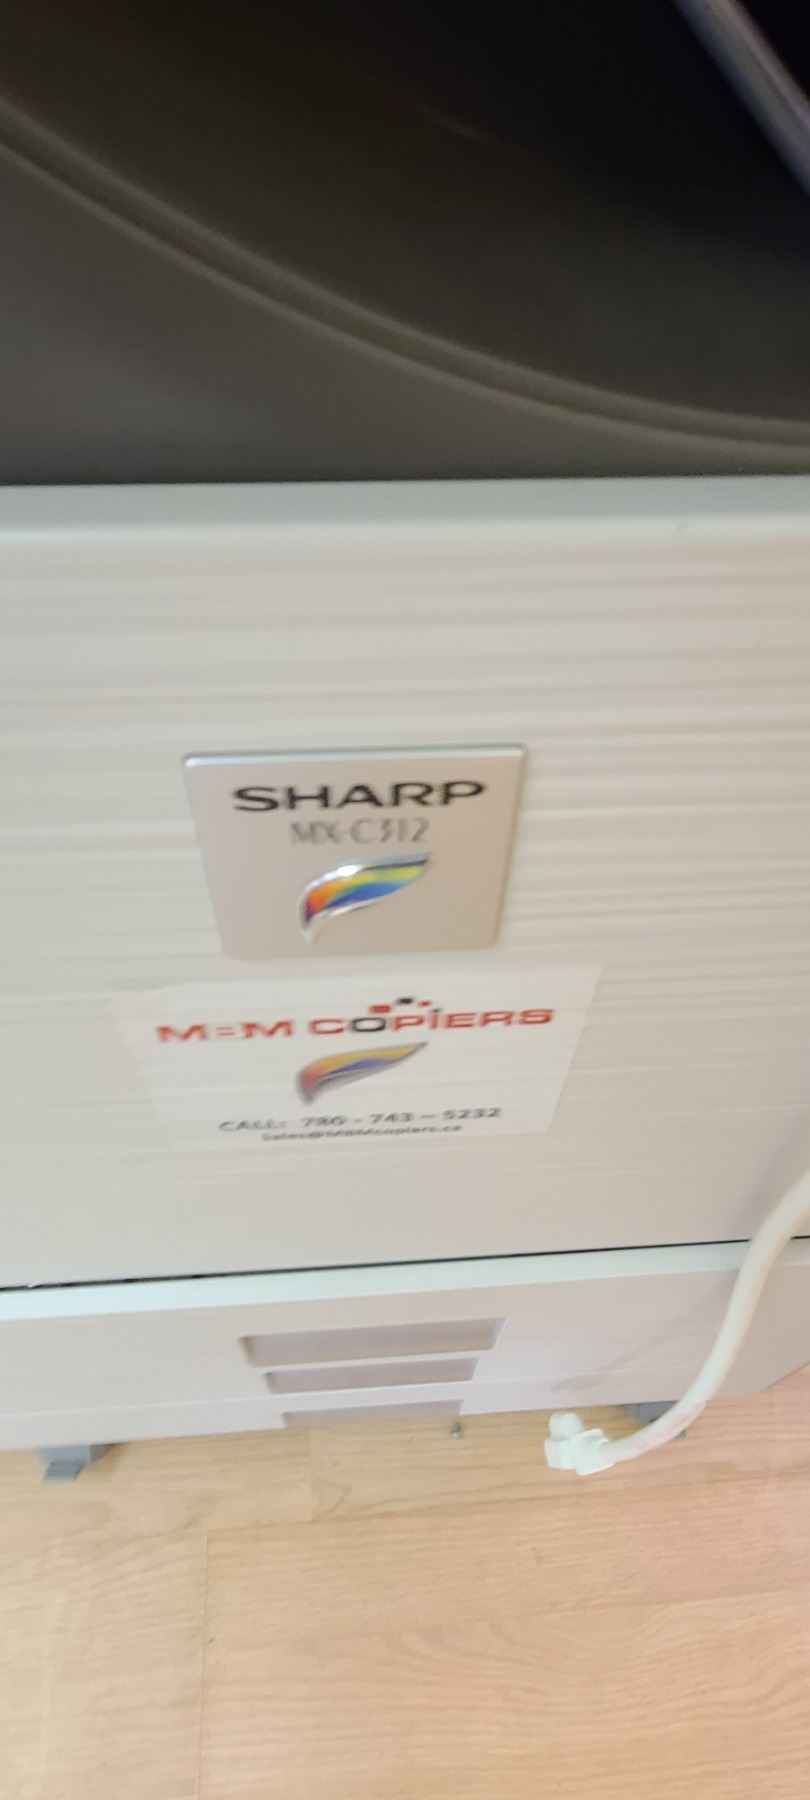 SHARP
MX-C312
M=M COPiERS
CALL: 780 - 743 - 5232